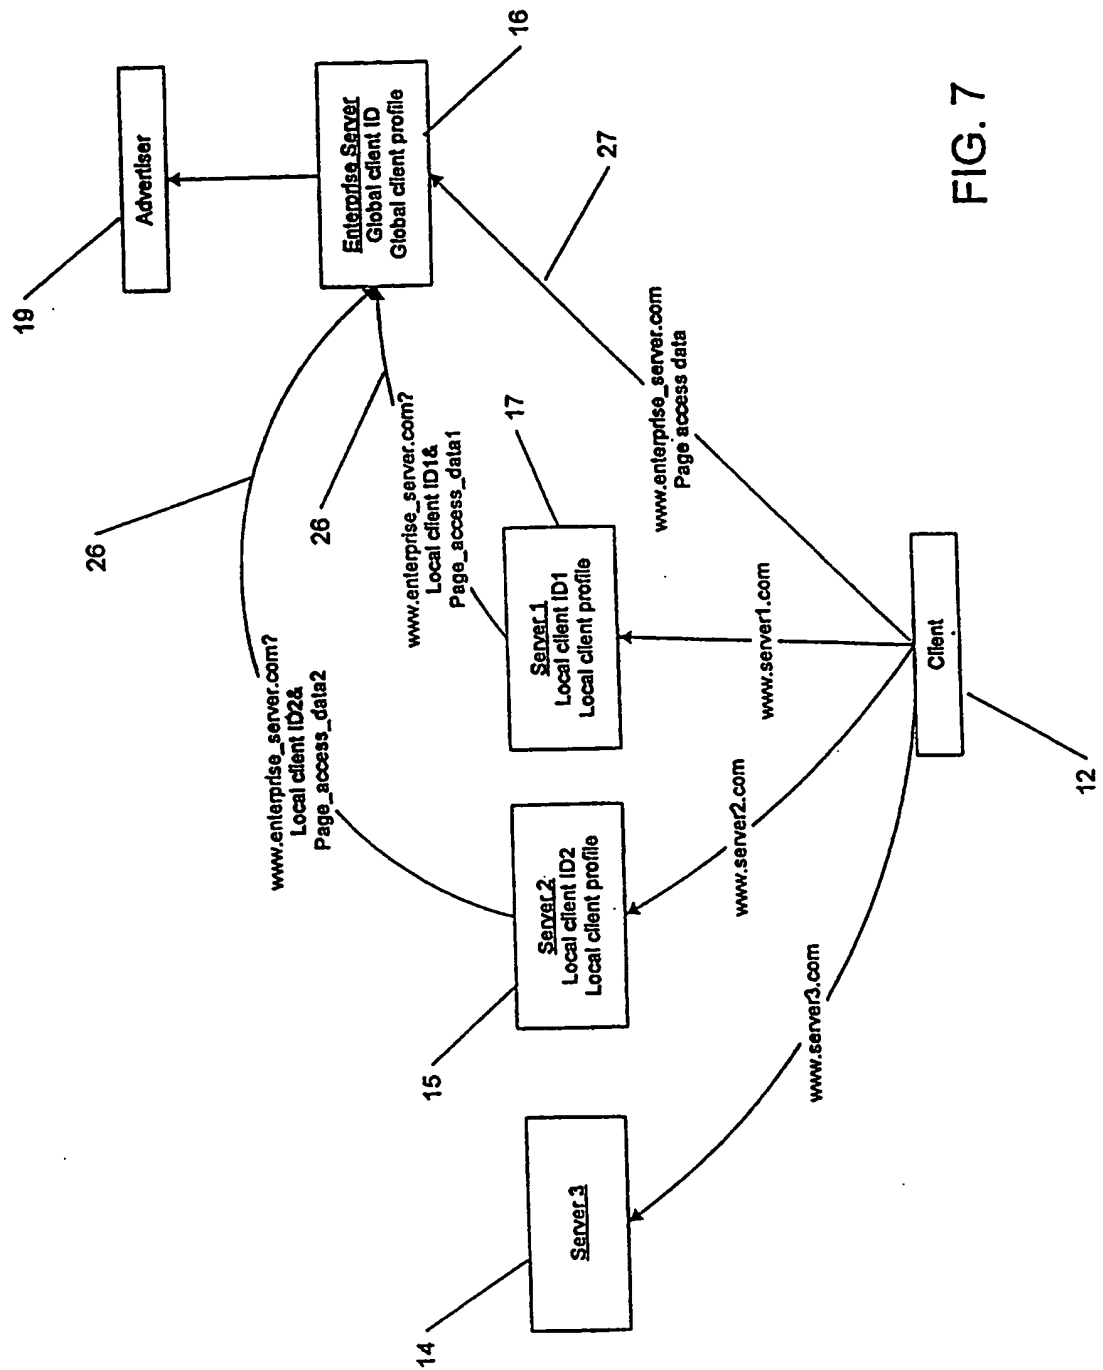 19
Advertiser
16
Enterprise Server
Global client ID
Global client profile
26
26
27
www.enterprise_server.com?
Local client ID2&
Page_access_data2
www.enterprise_server.com?
Local client ID1&
Page_access_data1
www.enterprise_server.com
Page access data
17
15
14
Server 3
Server 2
Local client ID2
Local client profile
Server 1
Local client ID1
Local client profile
www.server3.com
www.server2.com
www.server1.com
Client
12
FIG. 7